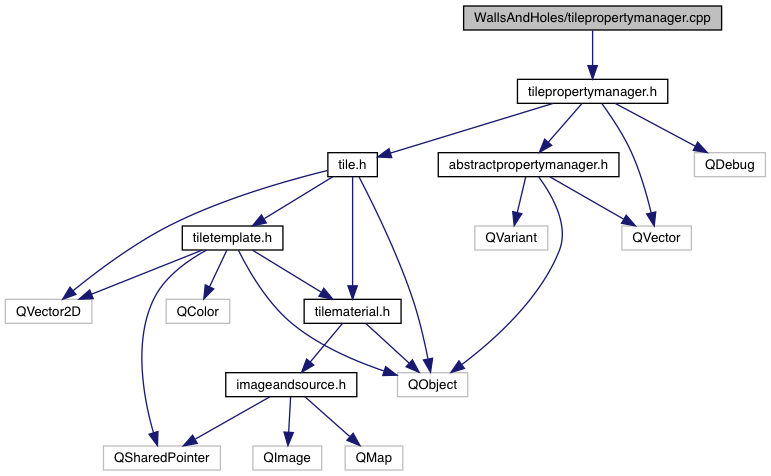 WallsAndHoles/tilepropertymanager.cpp
tilepropertymanager.h
tile.h
abstractpropertymanager.h
QDebug
tiletemplate.h
QVariant
QVector
QVector2D
QColor
tilematerial.h
imageandsource.h
QObject
QSharedPointer
QImage
QMap